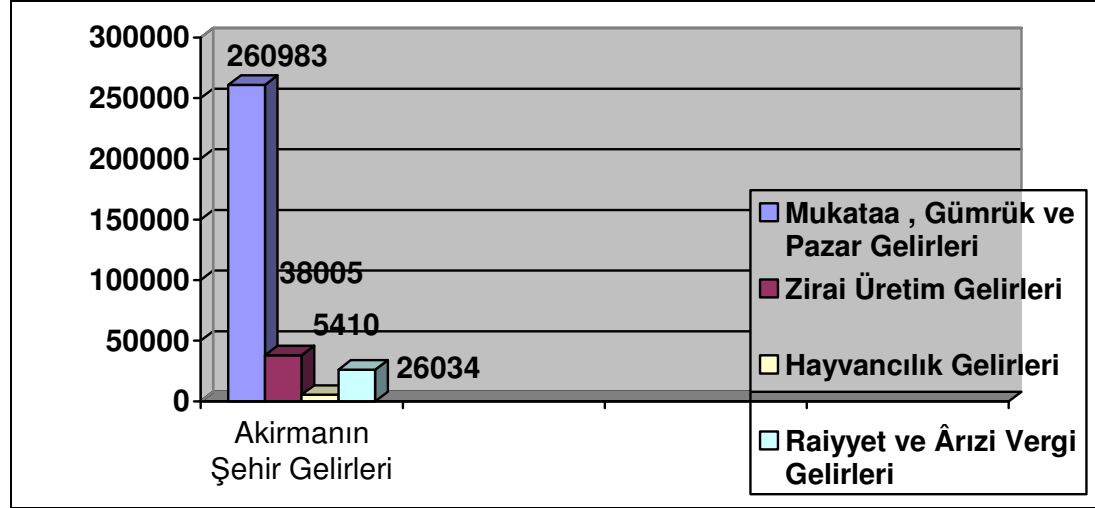 300000
250000
200000
150000
100000
50000
0
260983
38005
5410
26034
Akirmanın
Şehir Gelirleri
Mukataa , Gümrük ve
Pazar Gelirleri
Zirai Üretim Gelirleri
Hayvancılık Gelirleri
Raiyyet ve Ârızi Vergi
Gelirleri